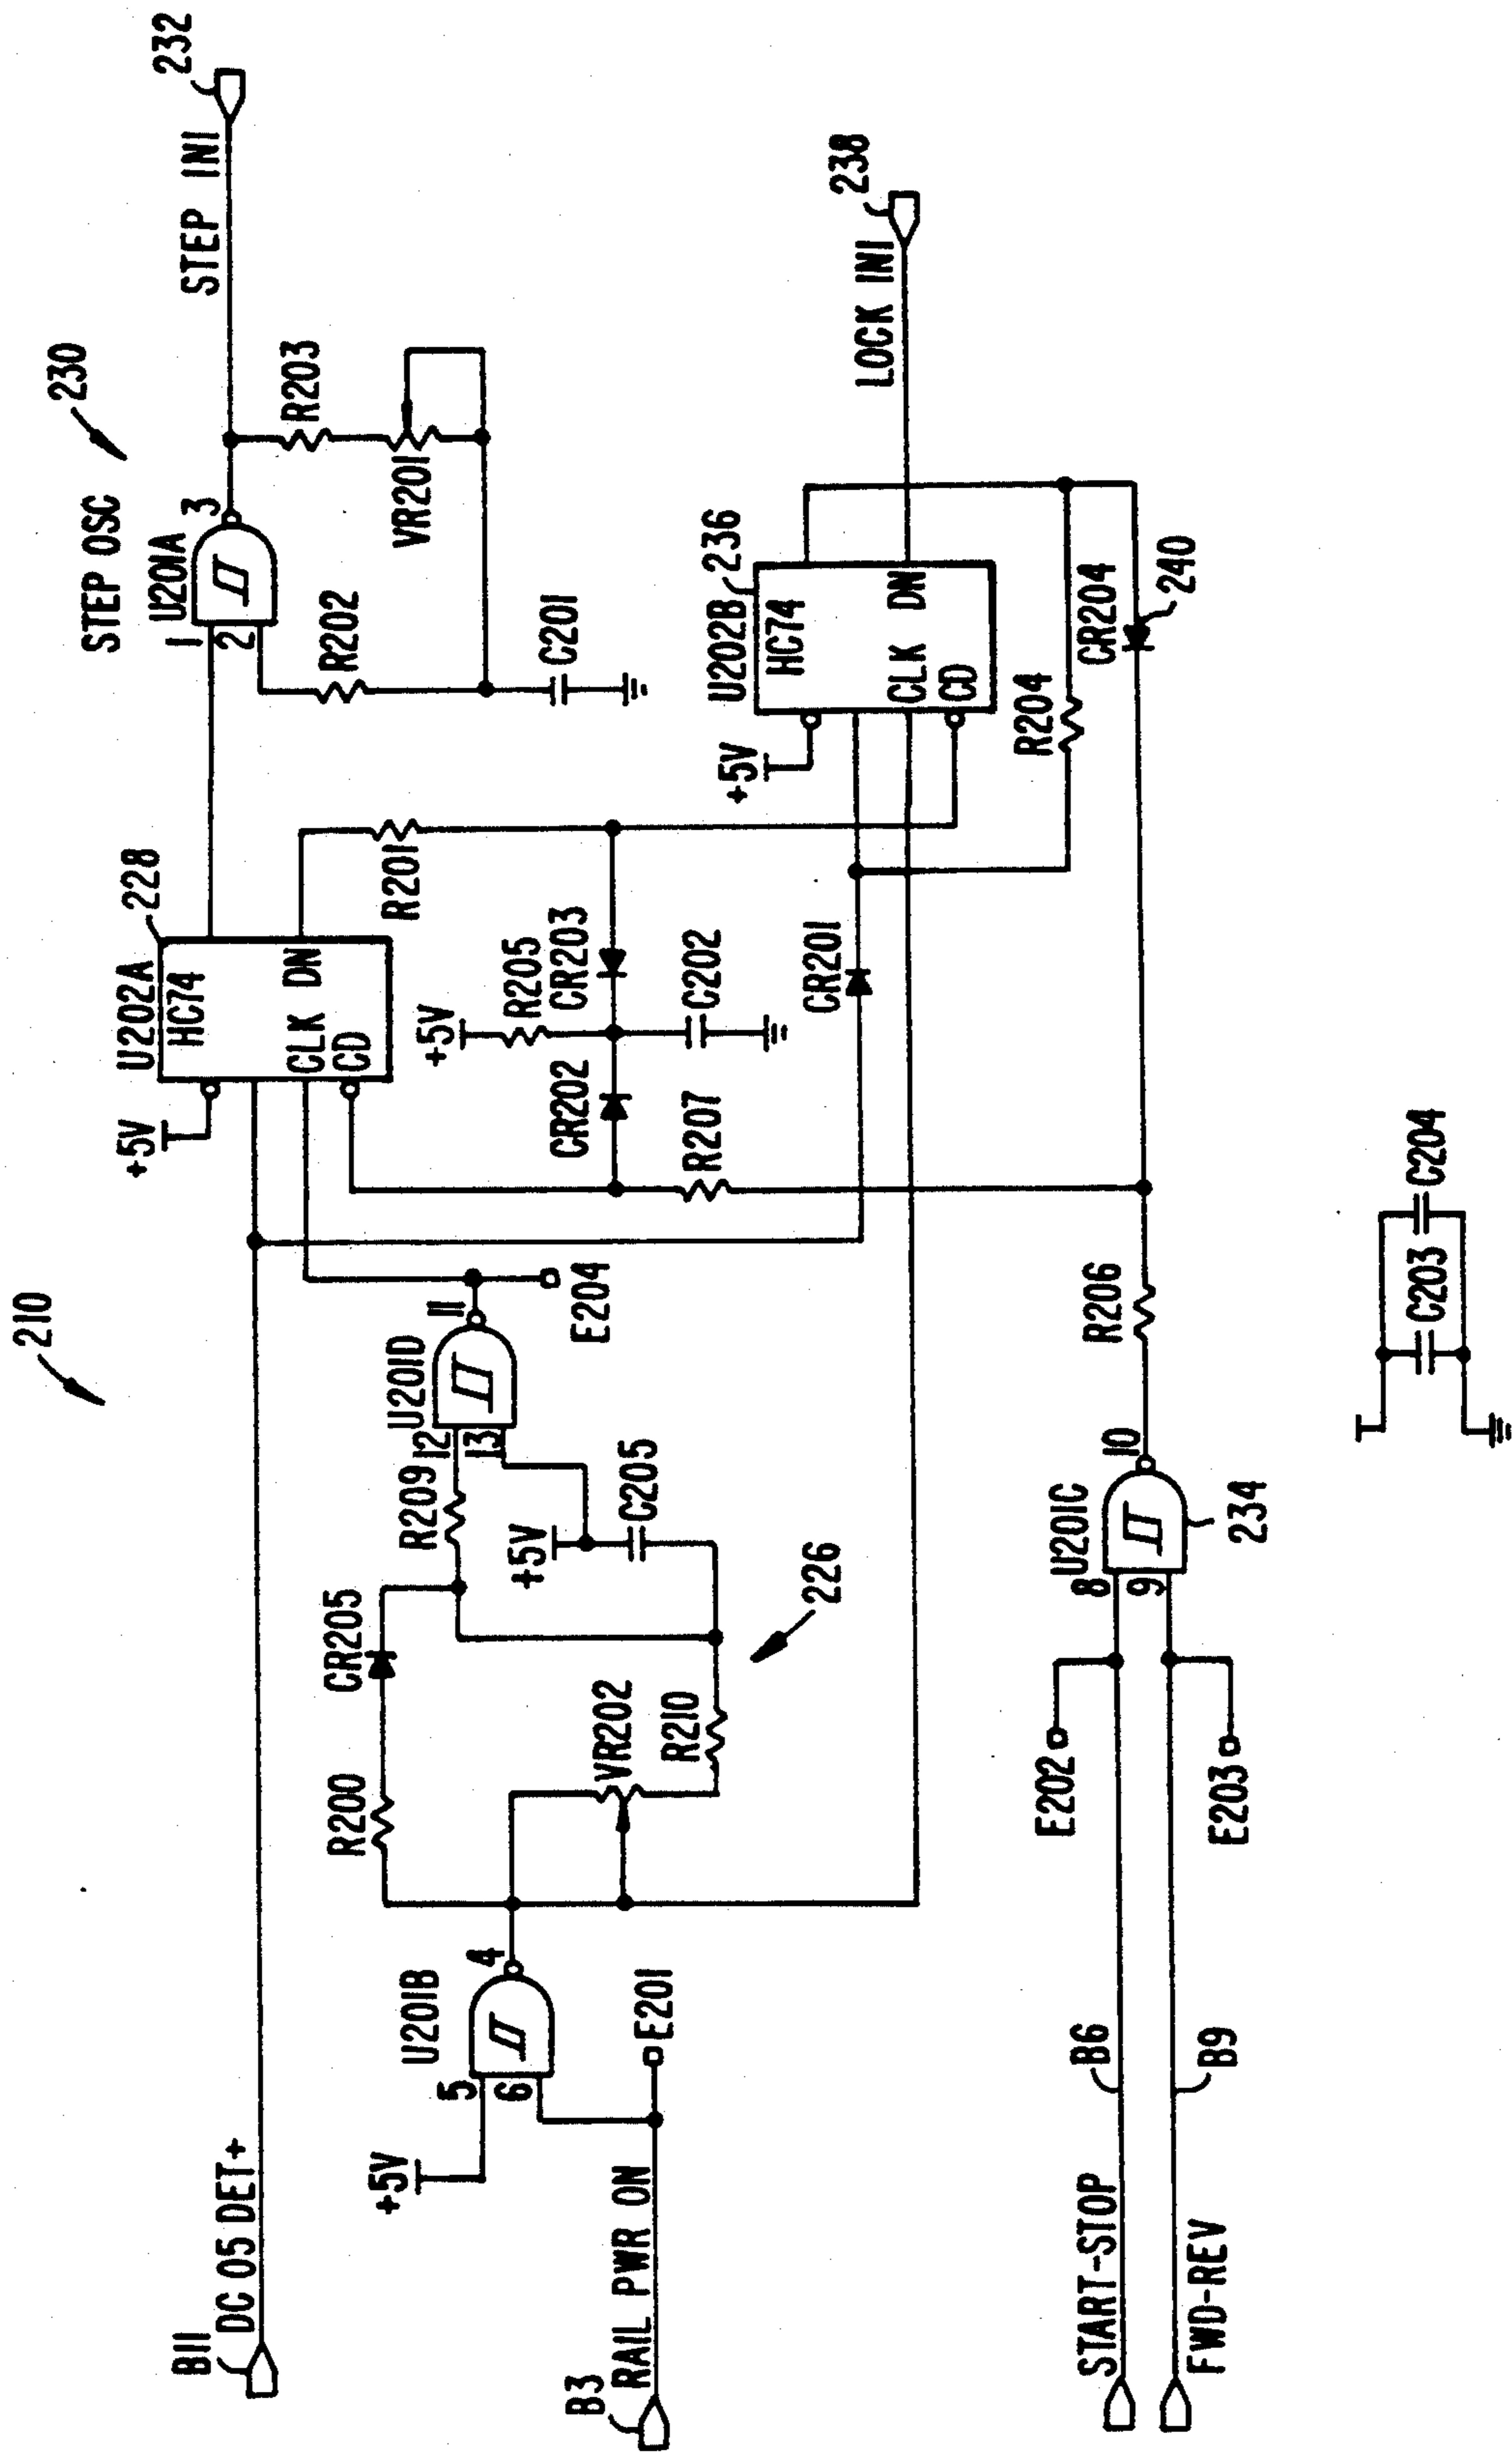 210
230
232
STEP OSC
STEP IN1
U202A
228
HC74
DN
CLK
CD
+5V
U201A
1
2
3
R203
VR201
R202
C201
B11
DC 05 DET+
R200
CR205
R209
U201D
12
13
11
E204
+5V
C205
VR202
R210
226
U201B
5
6
4
+5V
E201
B3
RAIL PWR ON
R201
+5V
R205
CR203
CR202
C202
R207
CR201
U202B
236
HC74
DN
CLK
CD
+5V
LOCK IN1
238
R204
CR204
240
START-STOP
B6
E202
U201C
8
9
10
R206
FWD-REV
B9
E203
234
C203
C204